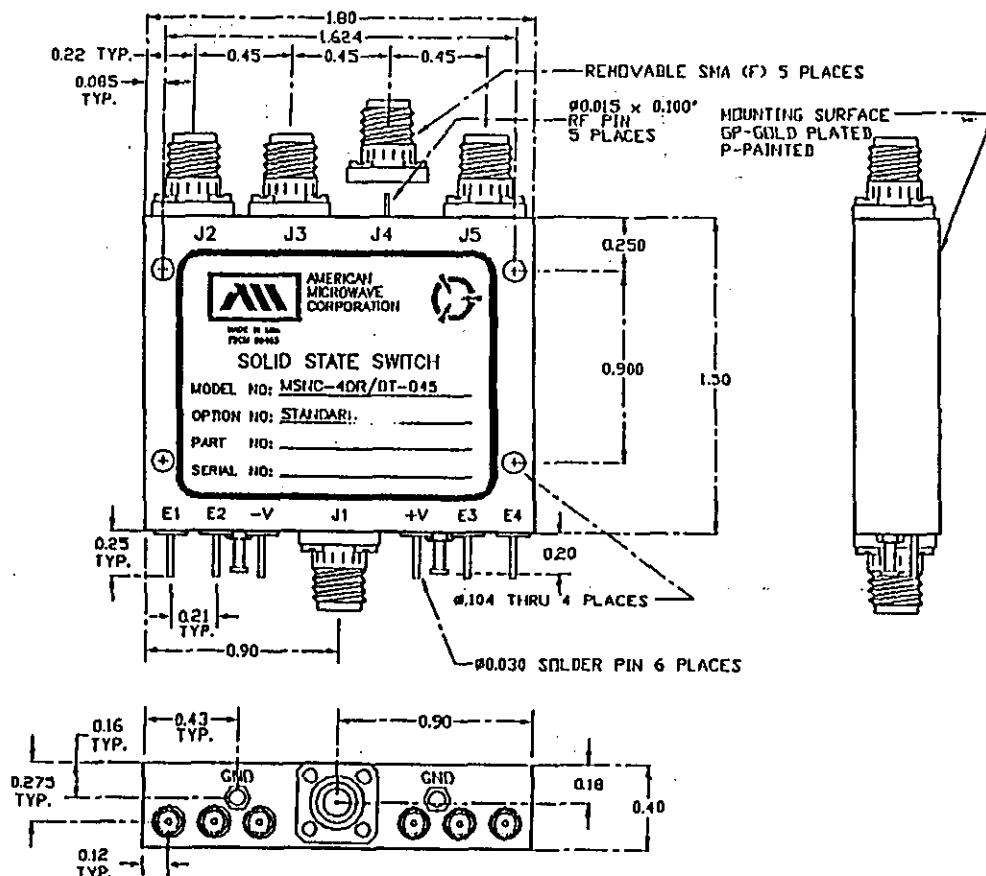 1.80
1.624
0.22 TYP.
0.45
0.45
0.45
0.085
TYP.
REMOVABLE SMA (F) 5 PLACES
Ø0.015 x 0.100"
RF PIN
5 PLACES
MOUNTING SURFACE
GP-GOLD PLATED
P-PAINTED
J2 J3 J4 J5
0.250
AMERICAN
MICROWAVE
CORPORATION
MADE IN USA
SOLID STATE SWITCH
MODEL NO: MSNC-4DR/DT-045
OPTION NO: STANDARD
PART NO:
SERIAL NO:
0.900
1.50
E1 E2 -V J1 +V E3 E4
0.25
TYP.
0.20
Ø.104 THRU 4 PLACES
0.21
TYP.
0.90
Ø0.030 SOLDER PIN 6 PLACES
0.16
TYP.
0.43
TYP.
0.90
0.275
TYP.
GND
GND
0.18
0.40
0.12
TYP.